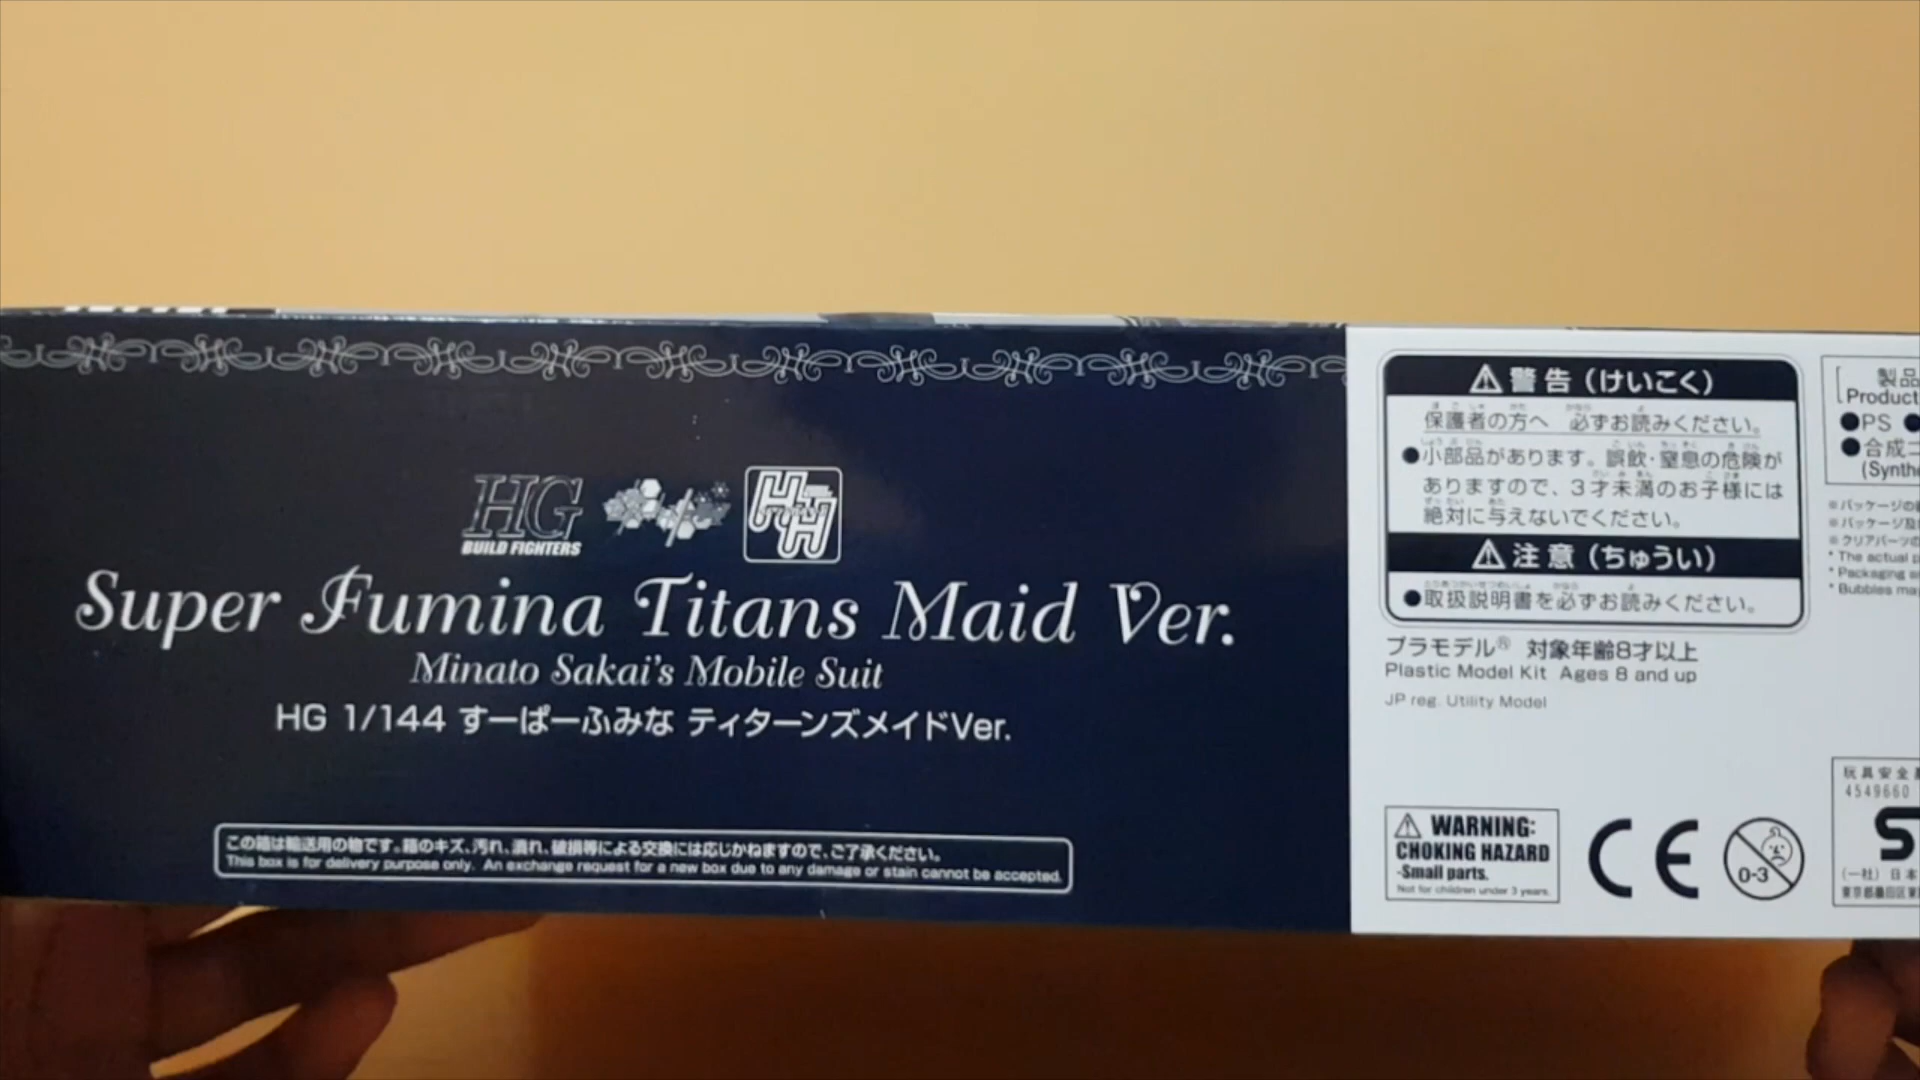 HG
BUILD FIGHTERS
Super Fumina Titans Maid Ver.
Minato Sakai's Mobile Suit
HG 1/144 すーぱーふみな ティターンズメイドVer.
この箱は輸送用の物です。箱のキズ、汚れ、潰れ、破損等による交換には応じかねますので、ご了承ください。
This box is for delivery purpose only. An exchange request for a new box due to any damage or stain cannot be accepted.
⚠ 警告（けいこく）
保護者の方へ 必ずお読みください。
●小部品があります。誤飲・窒息の危険が
ありますので、3才未満のお子様には
絶対に与えないでください。
⚠ 注意（ちゅうい）
●取扱説明書を必ずお読みください。
プラモデル® 対象年齢8才以上
Plastic Model Kit Ages 8 and up
JP reg. Utility Model
⚠ WARNING:
CHOKING HAZARD
-Small parts.
Not for children under 3 years.
CE
0-3
製品
Product
●PS ●
●合成
(Synthe
※パッケージの
※パッケージ及
※クリアパーツの
* The actual p
* Packaging
* Bubbles ma
玩具安全
4549660
S
(一社) 日本
東京都墨田区東